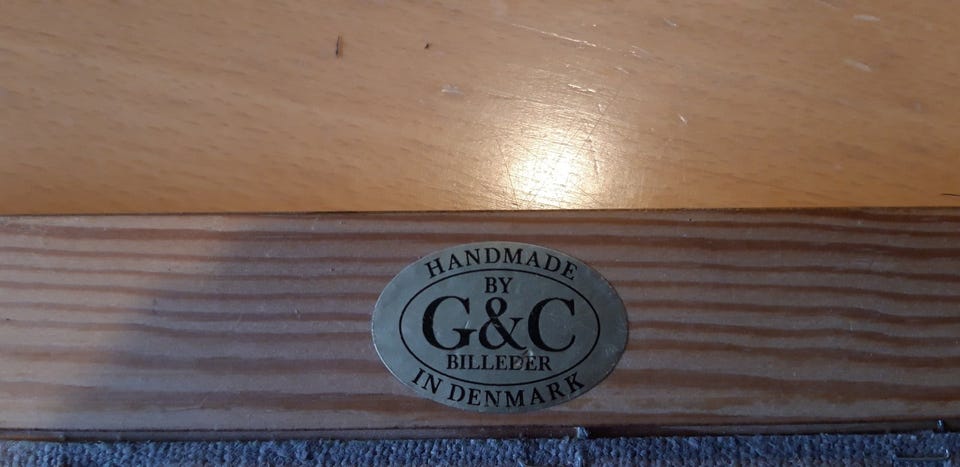 HANDMADE
BY
G&C
BILLEDER
IN DENMARK